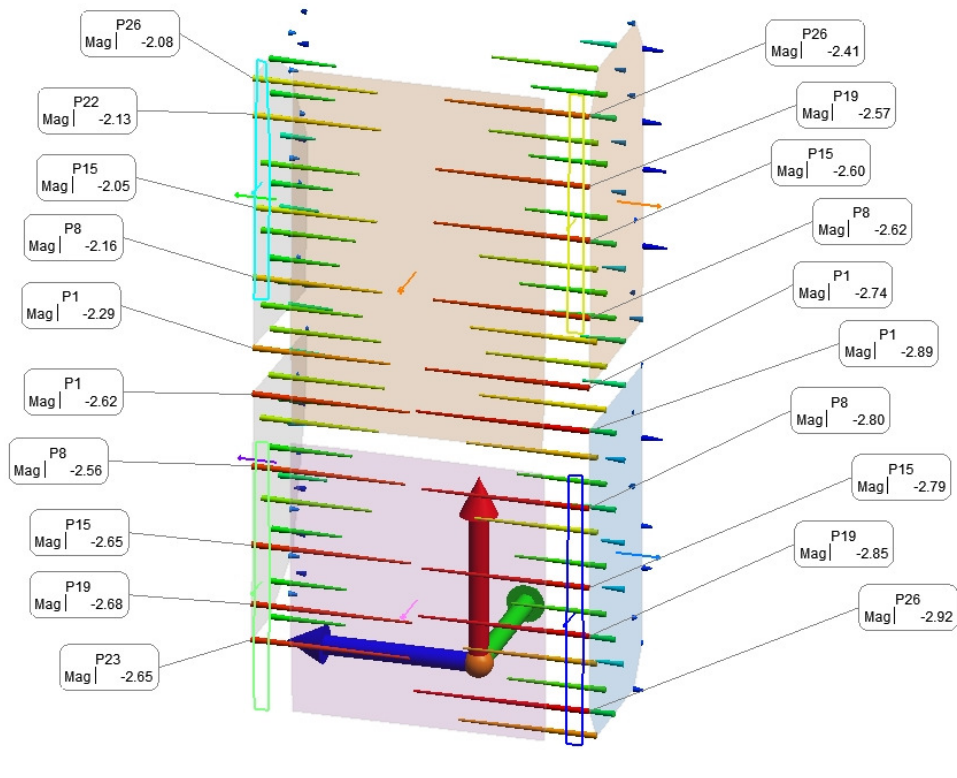 P26
Mag| -2.08
P22
Mag| -2.13
P15
Mag| -2.05
P8
Mag| -2.16
P1
Mag| -2.29
P1
Mag| -2.62
P8
Mag| -2.56
P15
Mag| -2.65
P19
Mag| -2.68
P23
Mag| -2.65
P26
Mag| -2.41
P19
Mag| -2.57
P15
Mag| -2.60
P8
Mag| -2.62
P1
Mag| -2.74
P1
Mag| -2.89
P8
Mag| -2.80
P15
Mag| -2.79
P19
Mag| -2.85
P26
Mag| -2.92